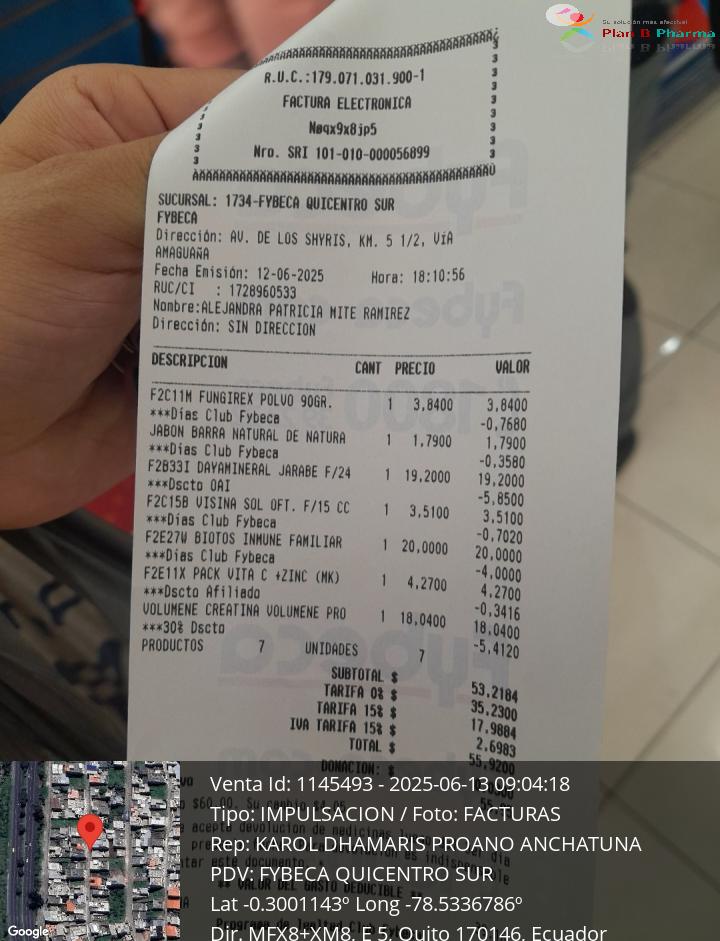 Su solución más efectiva!
Plan B Pharma
R.U.C.:179.071.031.900-1
FACTURA ELECTRONICA
Nøqx9x8jp5
Nro. SRI 101-010-000056899
SUCURSAL: 1734-FYBECA QUICENTRO SUR
FYBECA
Dirección: AV. DE LOS SHYRIS, KM. 5 1/2, VíA
AMAGUAÑA
Fecha Emisión: 12-06-2025 Hora: 18:10:56
RUC/CI : 1728960533
Nombre:ALEJANDRA PATRICIA MITE RAMIREZ
Dirección: SIN DIRECCION
DESCRIPCION CANT PRECIO VALOR
F2C11M FUNGIREX POLVO 90GR. 1 3,8400 3,8400
***Días Club Fybeca -0,7680
JABON BARRA NATURAL DE NATURA 1 1,7900 1,7900
***Días Club Fybeca -0,3580
F2B33I DAYAMINERAL JARABE F/24 1 19,2000 19,2000
***Dscto OAI -5,8500
F2C15B VISINA SOL OFT. F/15 CC 1 3,5100 3,5100
***Días Club Fybeca -0,7020
F2E27W BIOTOS INMUNE FAMILIAR 1 20,0000 20,0000
***Días Club Fybeca -4,0000
F2E11X PACK VITA C +ZINC (MK) 1 4,2700 4,2700
***Dscto Afiliado -0,3416
VOLUMENE CREATINA VOLUMENE PRO 1 18,0400 18,0400
***30% Dscto -5,4120
PRODUCTOS 7 UNIDADES 7
SUBTOTAL $ 53,2184
TARIFA 0% $ 35,2300
TARIFA 15% $ 17,9884
IVA TARIFA 15% $ 2,6983
TOTAL $ 55,9200
DONACION: $
Venta Id: 1145493 - 2025-06-13 09:04:18
Tipo: IMPULSACION / Foto: FACTURAS
Rep: KAROL DHAMARIS PROANO ANCHATUNA
PDV: FYBECA QUICENTRO SUR
Lat -0.3001143º Long -78.5336786º
Dir. MFX8+XM8, E 5, Quito 170146, Ecuador
Google